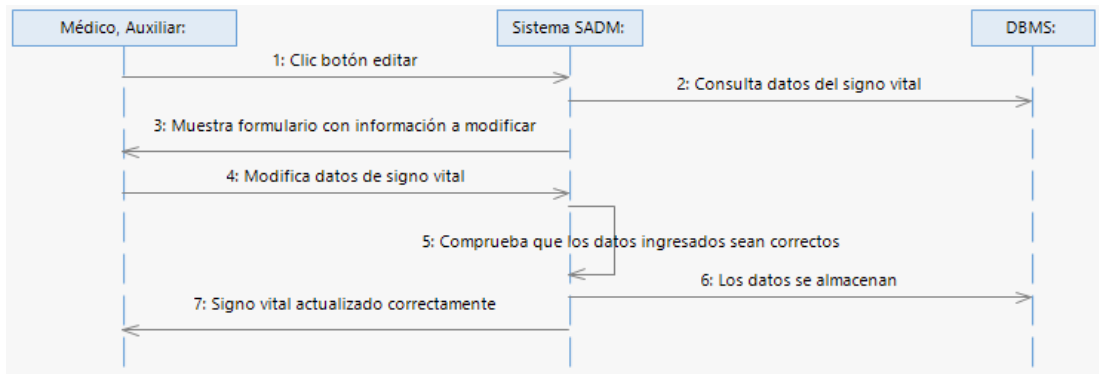 Médico, Auxiliar:
Sistema SADM:
DBMS:
1: Clic botón editar
2: Consulta datos del signo vital
3: Muestra formulario con información a modificar
4: Modifica datos de signo vital
5: Comprueba que los datos ingresados sean correctos
6: Los datos se almacenan
7: Signo vital actualizado correctamente